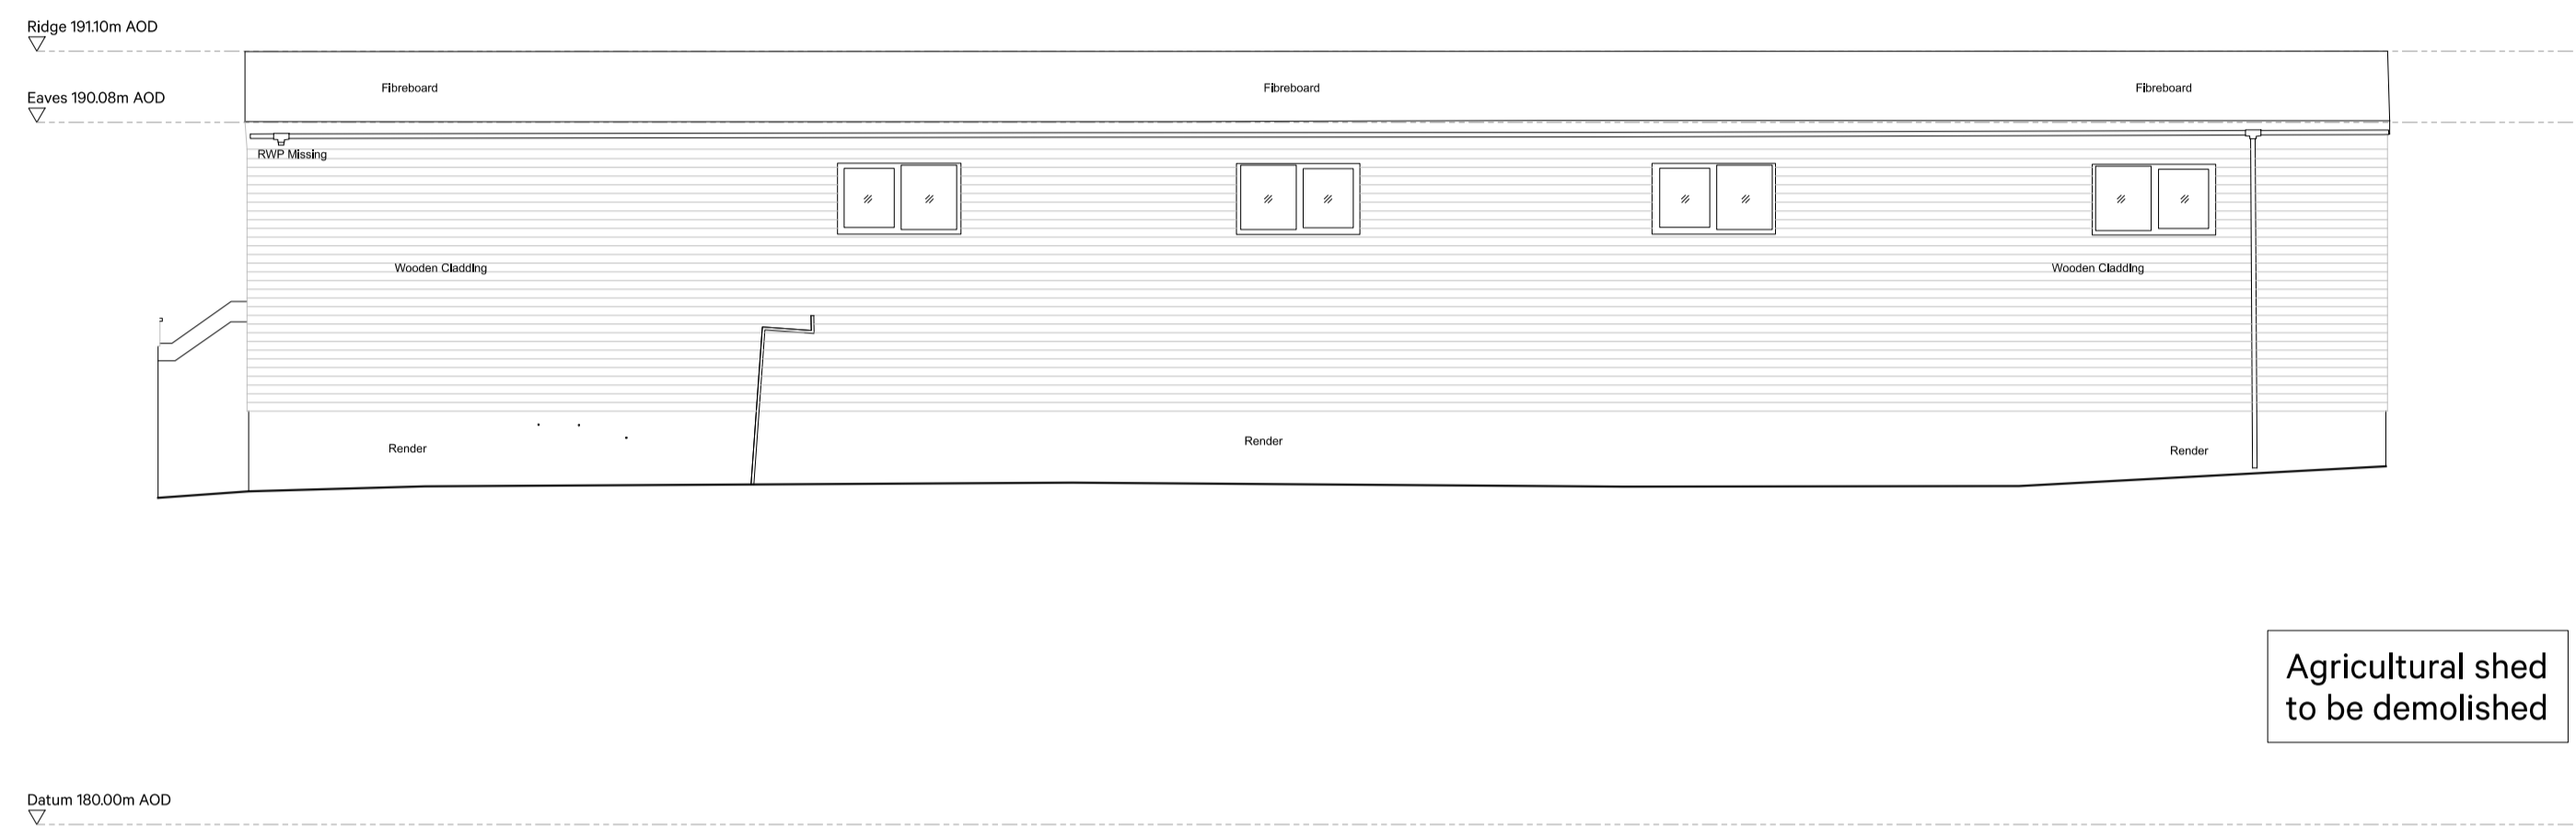 Ridge 191.10m AOD
Eaves 190.08m AOD
Fibreboard
Fibreboard
Fibreboard
RWP Missing
Wooden Cladding
Wooden Cladding
Render
Render
Render
Agricultural shed
to be demolished
Datum 180.00m AOD